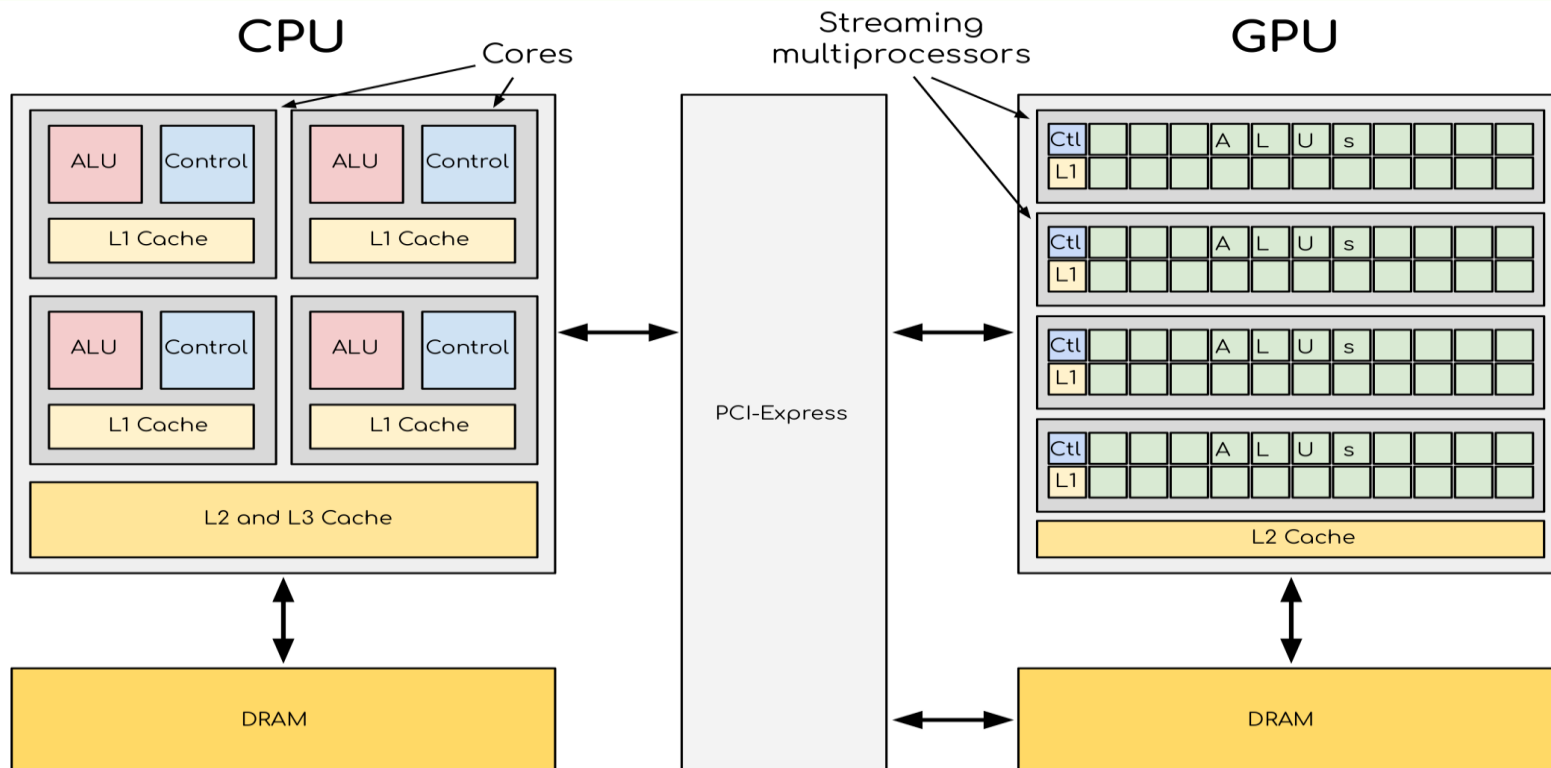 CPU
Cores
Streaming
multiprocessors
GPU
ALU Control
L1 Cache
ALU Control
L1 Cache
ALU Control
L1 Cache
ALU Control
L1 Cache
L2 and L3 Cache
DRAM
PCI-Express
Ctl A L U s
L1
Ctl A L U s
L1
Ctl A L U s
L1
Ctl A L U s
L1
L2 Cache
DRAM